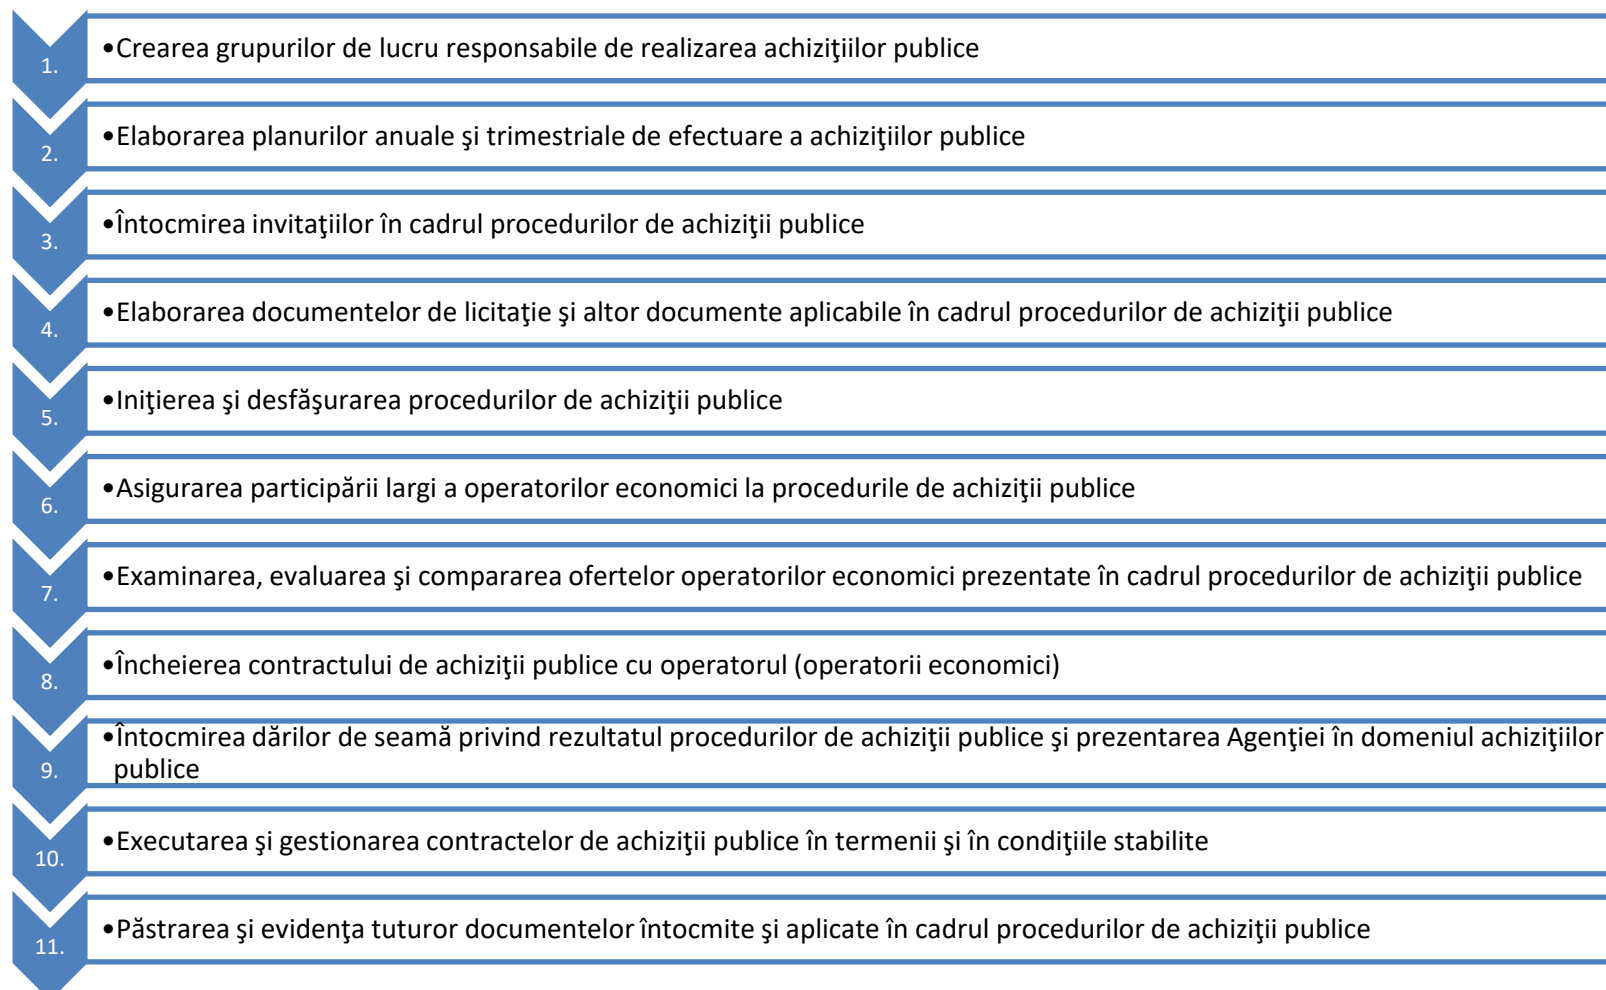 1.
•Crearea grupurilor de lucru responsabile de realizarea achiziţiilor publice
2.
•Elaborarea planurilor anuale şi trimestriale de efectuare a achiziţiilor publice
3.
•Întocmirea invitaţiilor în cadrul procedurilor de achiziţii publice
4.
•Elaborarea documentelor de licitaţie şi altor documente aplicabile în cadrul procedurilor de achiziţii publice
5.
•Iniţierea şi desfăşurarea procedurilor de achiziţii publice
6.
•Asigurarea participării largi a operatorilor economici la procedurile de achiziţii publice
7.
•Examinarea, evaluarea şi compararea ofertelor operatorilor economici prezentate în cadrul procedurilor de achiziţii publice
8.
•Încheierea contractului de achiziţii publice cu operatorul (operatorii economici)
9.
•Întocmirea dărilor de seamă privind rezultatul procedurilor de achiziţii publice şi prezentarea Agenţiei în domeniul achiziţiilor
publice
10.
•Executarea şi gestionarea contractelor de achiziţii publice în termenii şi în condiţiile stabilite
11.
•Păstrarea şi evidenţa tuturor documentelor întocmite şi aplicate în cadrul procedurilor de achiziţii publice